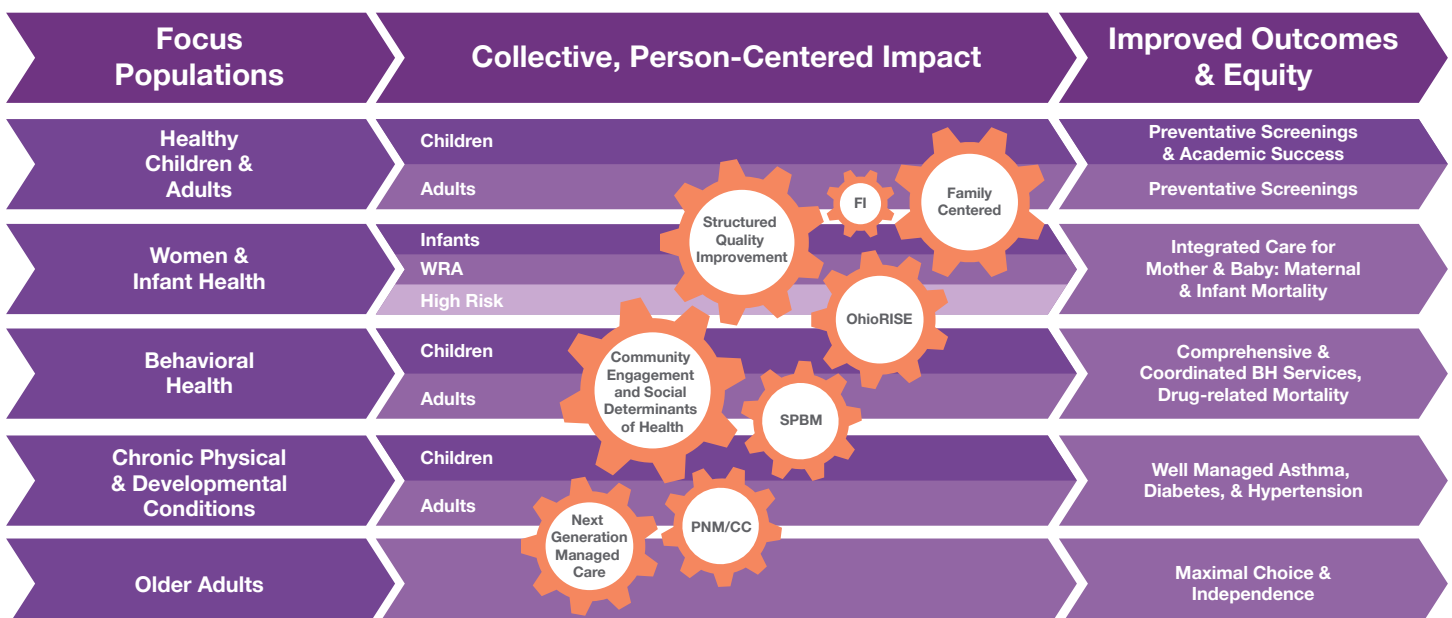 Focus
Populations
Collective, Person-Centered Impact
Improved Outcomes
& Equity
Healthy
Children &
Adults
Children
Adults
Preventative Screenings
& Academic Success
Preventative Screenings
Women &
Infant Health
Infants
WRA
High Risk
Integrated Care for
Mother & Baby: Maternal
& Infant Mortality
Behavioral
Health
Children
Adults
Comprehensive &
Coordinated BH Services,
Drug-related Mortality
Chronic Physical
& Developmental
Conditions
Children
Adults
Well Managed Asthma,
Diabetes, & Hypertension
Older Adults
Maximal Choice &
Independence
Family
Centered
FI
Structured
Quality
Improvement
OhioRISE
Community
Engagement
and Social
Determinants
of Health
SPBM
PNM/CC
Next
Generation
Managed
Care